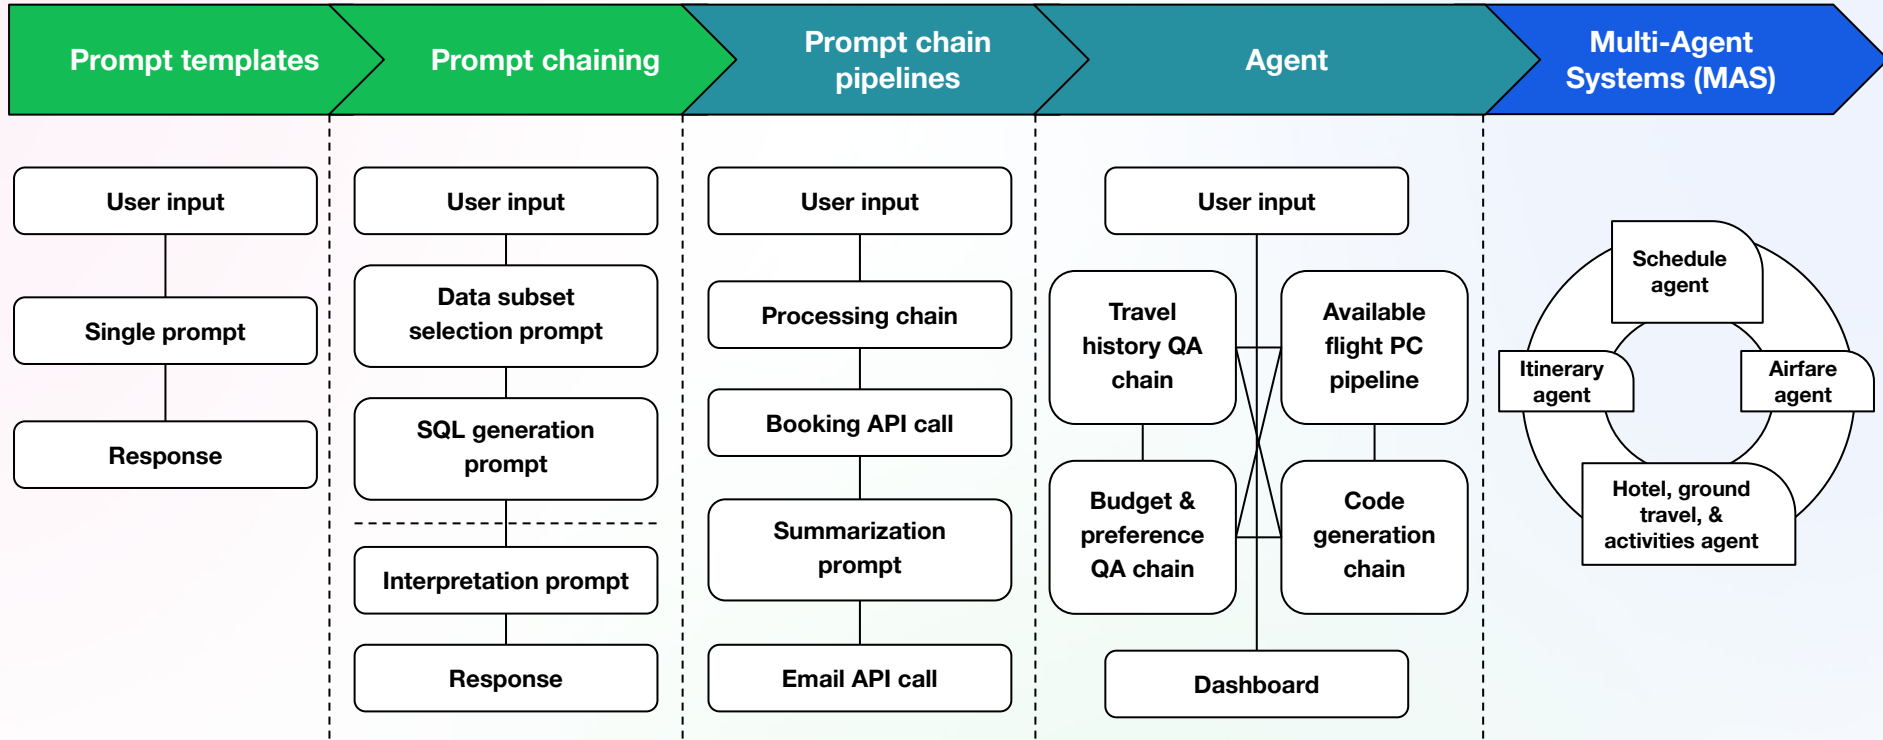 Prompt templates
Prompt chaining
Prompt chain
pipelines
Agent
Multi-Agent
Systems (MAS)
User input
Single prompt
Response
User input
Data subset
selection prompt
SQL generation
prompt
Interpretation prompt
Response
User input
Processing chain
Booking API call
Summarization
prompt
Email API call
User input
Travel
history QA
chain
Available
flight PC
pipeline
Budget &
preference
QA chain
Code
generation
chain
Dashboard
Schedule
agent
Itinerary
agent
Airfare
agent
Hotel, ground
travel, &
activities agent